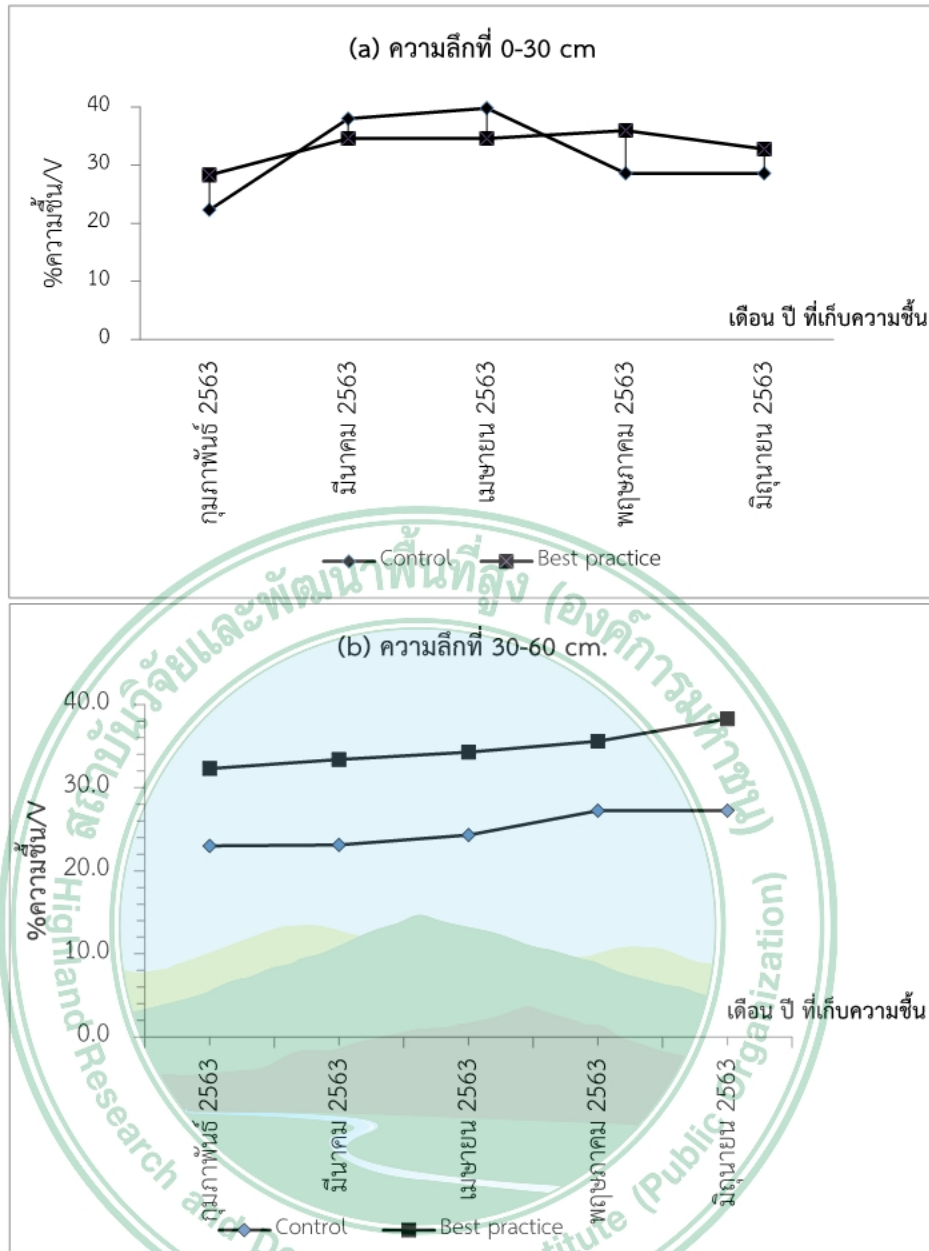 (a) ความลึกที่ 0-30 cm
40
30
20
10
0
%ความชื้น/V
เดือน ปี ที่เก็บความชื้น
กุมภาพันธ์ 2563
มีนาคม 2563
เมษายน 2563
พฤษภาคม 2563
มิถุนายน 2563
Control
Best practice
สถาบันวิจัยและพัฒนาพื้นที่สูง (องค์การมหาชน)
(b) ความลึกที่ 30-60 cm.
40.0
30.0
20.0
10.0
0.0
%ความชื้น/V
เดือน ปี ที่เก็บความชื้น
กุมภาพันธ์ 2563
มีนาคม 2563
เมษายน 2563
พฤษภาคม 2563
มิถุนายน 2563
Control
Best practice
Highland Research and (Public Organization)